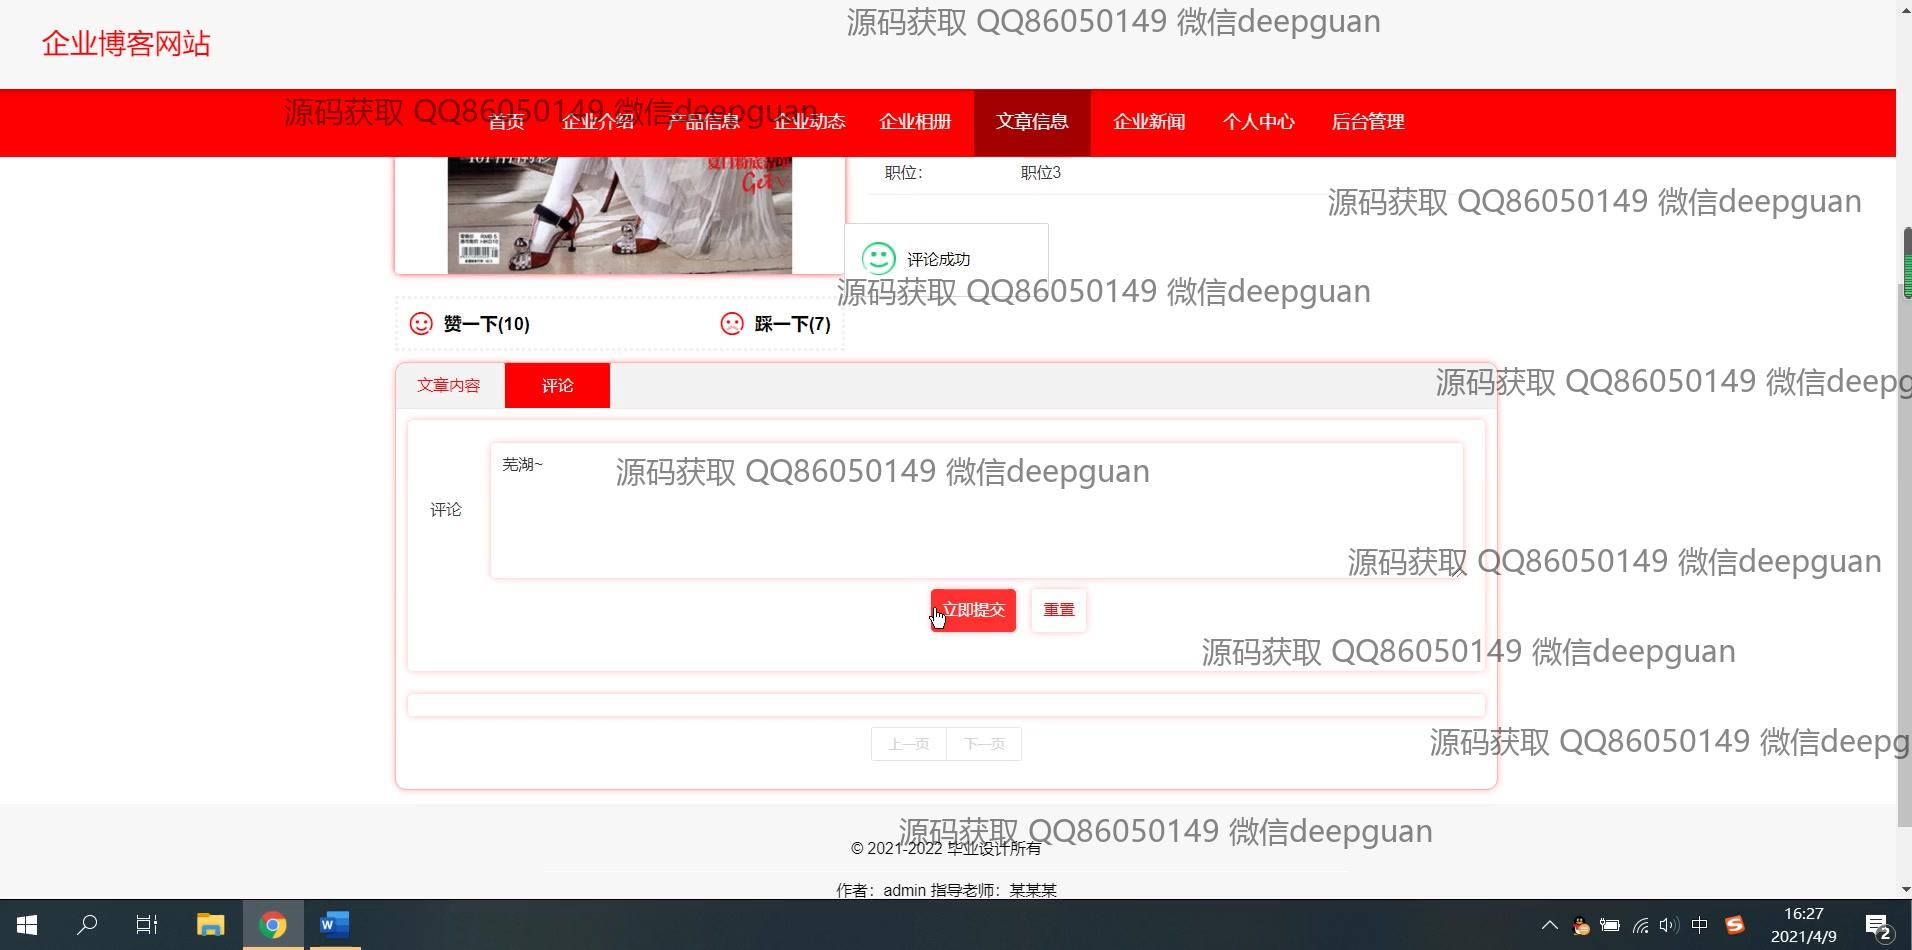 源码获取 QQ86050149 微信deepguan
企业博客网站
源码获取 QQ86050149 微信deepguan
首页 企业介绍 产品信息 企业动态 企业相册 文章信息 企业新闻 个人中心 后台管理
职位： 职位3
Get
RMB 5
HKD10
源码获取 QQ86050149 微信deepguan
评论成功
源码获取 QQ86050149 微信deepguan
赞一下(10) 踩一下(7)
文章内容 评论
源码获取 QQ86050149 微信deepg
芜湖~
源码获取 QQ86050149 微信deepguan
评论
源码获取 QQ86050149 微信deepguan
立即提交 重置
源码获取 QQ86050149 微信deepguan
上一页 下一页
源码获取 QQ86050149 微信deepg
源码获取 QQ86050149 微信deepguan
© 2021-2022 毕业设计所有
作者：admin 指导老师：某某某
W 中 S 16:27
2021/4/9
2